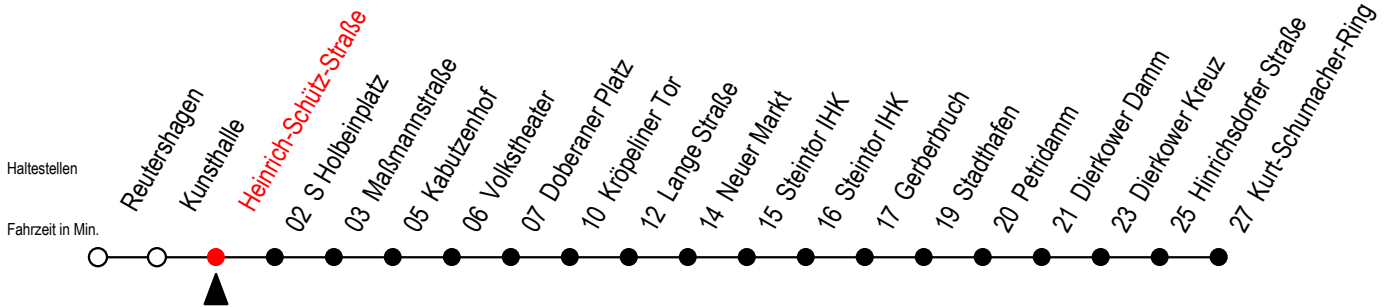 Haltestellen
Fahrzeit in Min.
Reutershagen
Kunsthalle
Heinrich-Schütz-Straße
02 S Holbeinplatz
03 Maßmannstraße
05 Kabutzenhof
06 Volkstheater
07 Doberaner Platz
10 Kröpeliner Tor
12 Lange Straße
14 Neuer Markt
15 Steintor IHK
16 Steintor IHK
17 Gerberbruch
19 Stadthafen
20 Petridamm
21 Dierkower Damm
23 Dierkower Kreuz
25 Hinrichsdorfer Straße
27 Kurt-Schumacher-Ring